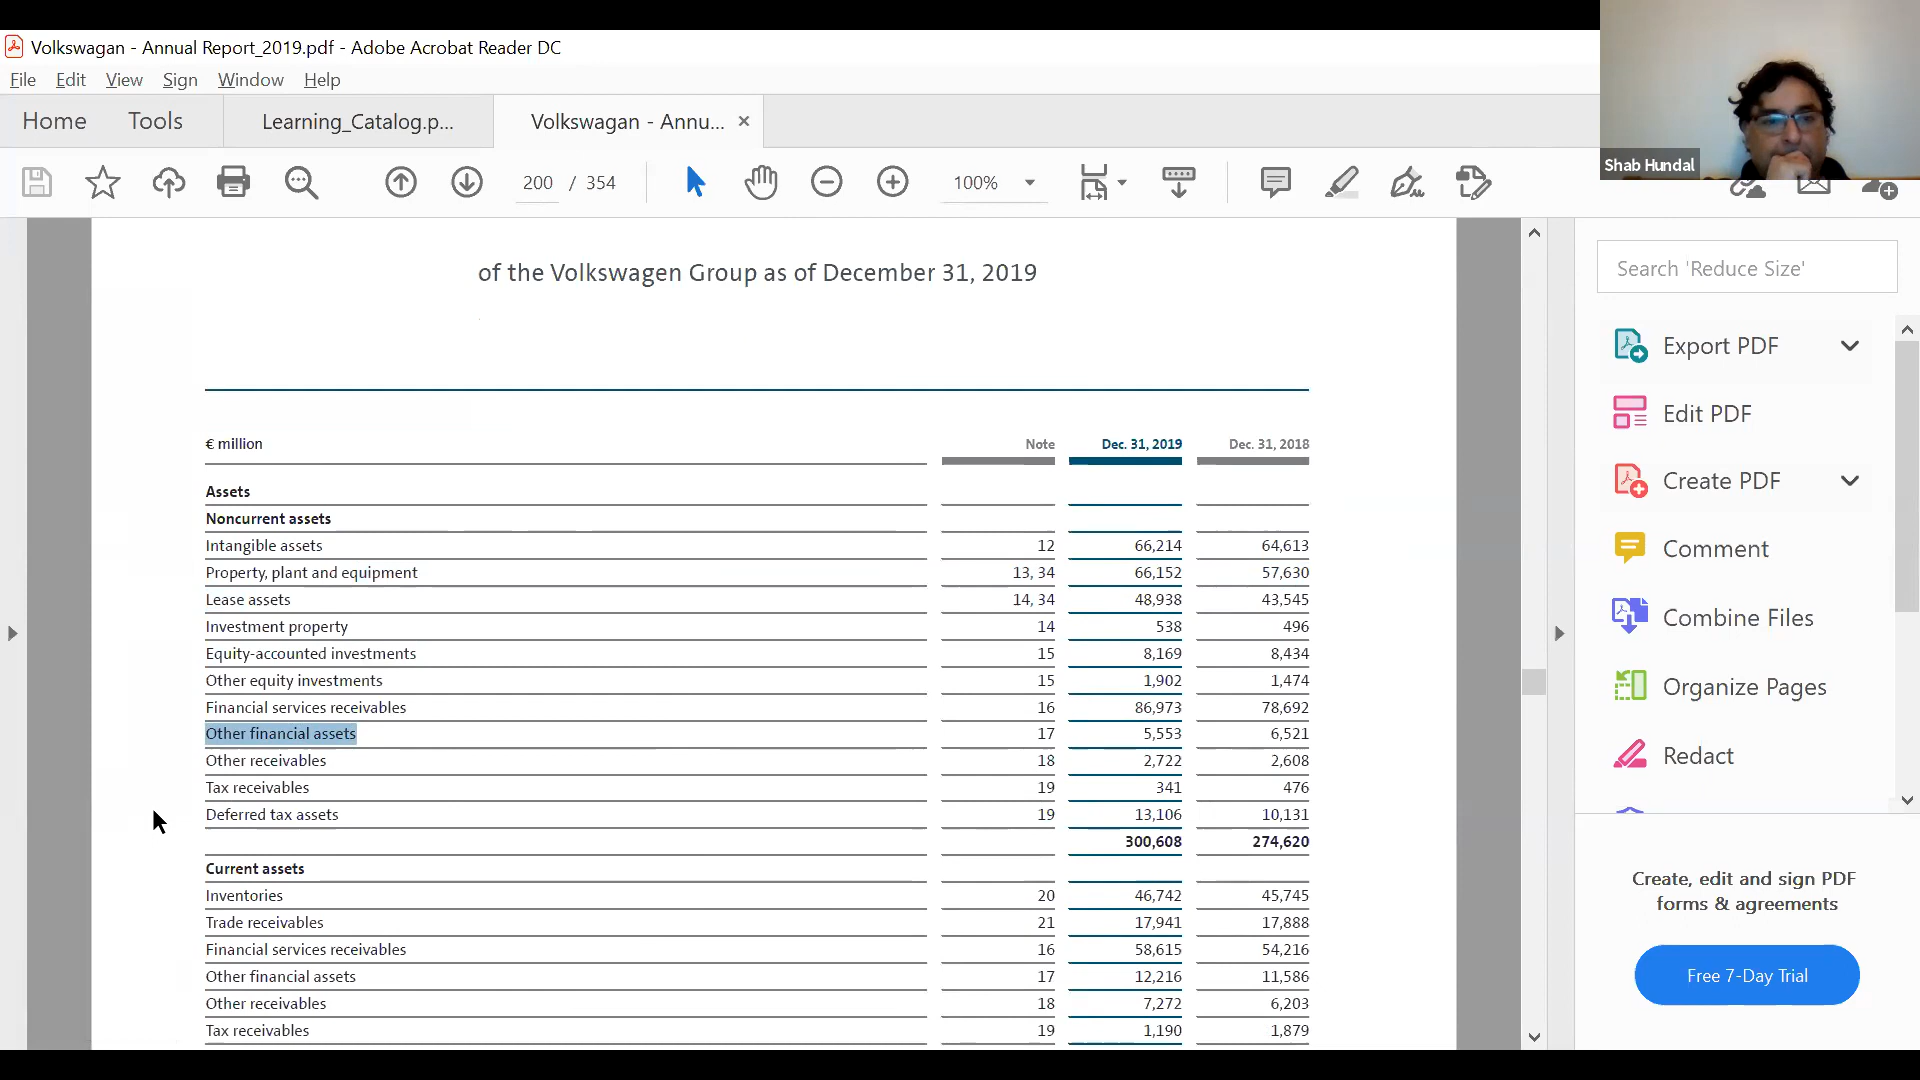 Volkswagan - Annual Report_2019.pdf - Adobe Acrobat Reader DC
File Edit View Sign Window Help
Home Tools Learning_Catalog.p... Volkswagan - Annu... ×
200 / 354 100%
Shab Hundal
of the Volkswagen Group as of December 31, 2019
€ million Note Dec. 31, 2019 Dec. 31, 2018
Assets
Noncurrent assets
Intangible assets 12 66,214 64,613
Property, plant and equipment 13, 34 66,152 57,630
Lease assets 14, 34 48,938 43,545
Investment property 14 538 496
Equity-accounted investments 15 8,169 8,434
Other equity investments 15 1,902 1,474
Financial services receivables 16 86,973 78,692
Other financial assets 17 5,553 6,521
Other receivables 18 2,722 2,608
Tax receivables 19 341 476
Deferred tax assets 19 13,106 10,131
300,608 274,620
Current assets
Inventories 20 46,742 45,745
Trade receivables 21 17,941 17,888
Financial services receivables 16 58,615 54,216
Other financial assets 17 12,216 11,586
Other receivables 18 7,272 6,203
Tax receivables 19 1,190 1,879
Search 'Reduce Size'
Export PDF
Edit PDF
Create PDF
Comment
Combine Files
Organize Pages
Redact
Create, edit and sign PDF
forms & agreements
Free 7-Day Trial